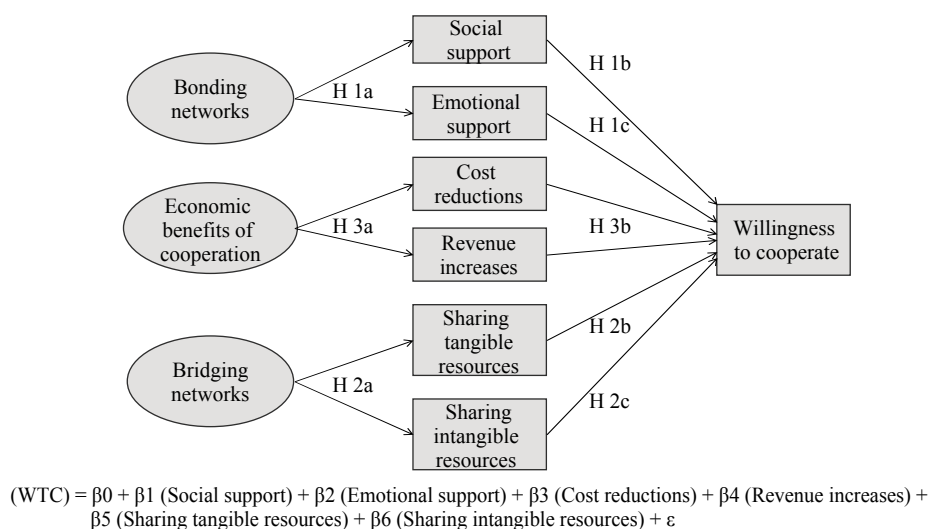 Social
support
H 1b
Bonding
networks
H 1a
Emotional
support
H 1c
Cost
reductions
Economic
benefits of
cooperation
H 3a
H 3b
Willingness
to cooperate
Revenue
increases
Sharing
tangible
resources
H 2b
Bridging
networks
H 2a
H 2c
Sharing
intangible
resources
(WTC) = β0 + β1 (Social support) + β2 (Emotional support) + β3 (Cost reductions) + β4 (Revenue increases) +
β5 (Sharing tangible resources) + β6 (Sharing intangible resources) + ε